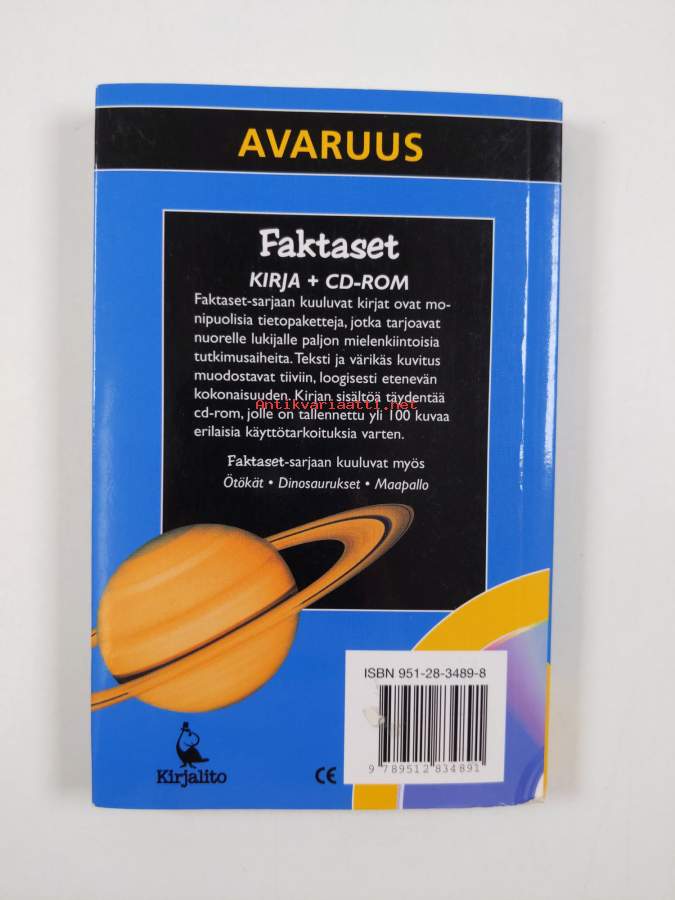 AVARUUS
Faktaset
KIRJA + CD-ROM
Faktaset-sarjaan kuuluvat kirjat ovat mo-
nipuolisia tietopaketteja, jotka tarjoavat
nuorelle lukijalle paljon mielenkiintoisia
tutkimusaiheita. Teksti ja värikäs kuvitus
muodostavat tiiviin, loogisesti etenevän
kokonaisuuden. Kirjan sisältöä täydentää
Antikvariaatti.net
cd-rom, jolle on tallennettu yli 100 kuvaa
erilaisia käyttötarkoituksia varten.
Faktaset-sarjaan kuuluvat myös
Ötökät • Dinosaurukset • Maapallo
ISBN 951-28-3489-8
9 789512 834891
Kirjalito
CE